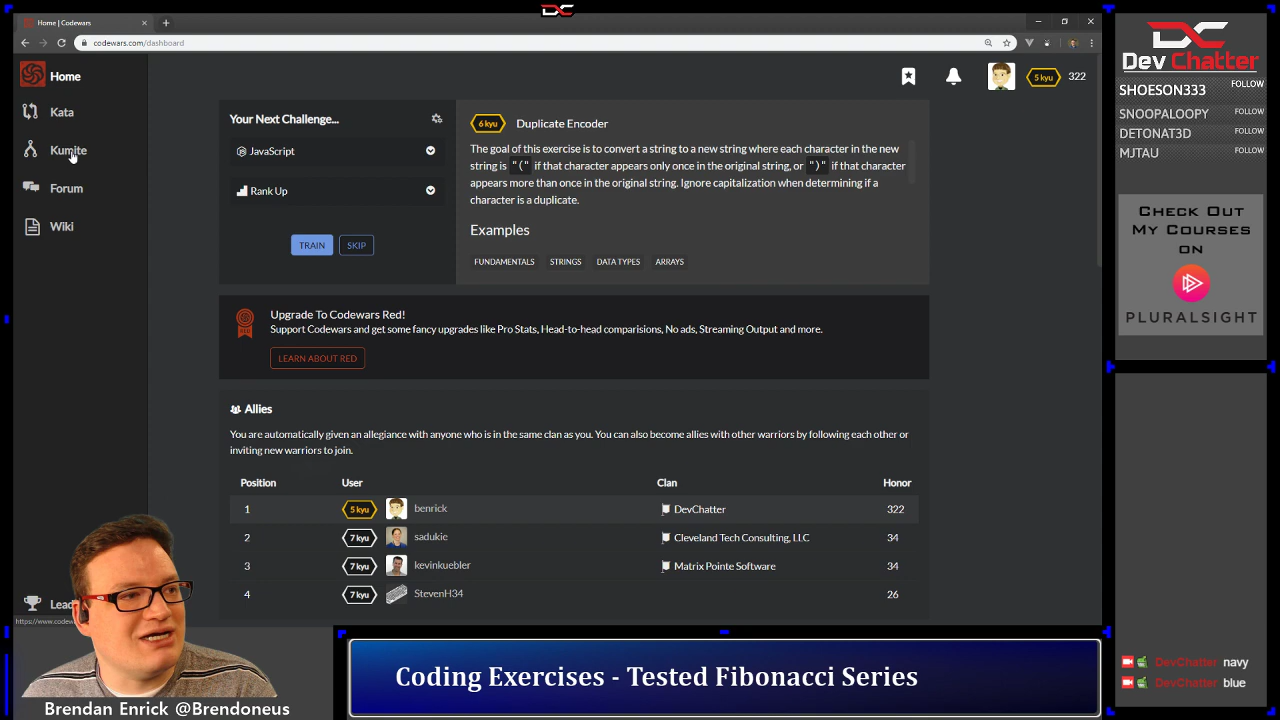 Home | Codewars
codewars.com/dashboard
Home
Kata
Kumite
Forum
Wiki
5 kyu
322
Your Next Challenge...
JavaScript
Rank Up
TRAIN
SKIP
6 kyu
Duplicate Encoder
The goal of this exercise is to convert a string to a new string where each character in the new
string is "(" if that character appears only once in the original string, or ")" if that character
appears more than once in the original string. Ignore capitalization when determining if a
character is a duplicate.
Examples
FUNDAMENTALS STRINGS DATA TYPES ARRAYS
Upgrade To Codewars Red!
Support Codewars and get some fancy upgrades like Pro Stats, Head-to-head comparisions, No ads, Streaming Output and more.
LEARN ABOUT RED
Allies
You are automatically given an allegiance with anyone who is in the same clan as you. You can also become allies with other warriors by following each other or
inviting new warriors to join.
Position User Clan Honor
1 5 kyu benrick DevChatter 322
2 7 kyu sadukie Cleveland Tech Consulting, LLC 34
3 7 kyu kevinkuebler Matrix Pointe Software 34
4 7 kyu StevenH34 26
Brendan Enrick @Brendoneus
Coding Exercises - Tested Fibonacci Series
Dev Chatter
SHOESON333 FOLLOW
SNOOPALOOPY FOLLOW
DETONAT3D FOLLOW
MJTAU FOLLOW
CHECK OUT
MY COURSES
ON
PLURALSIGHT
DevChatter navy
DevChatter blue